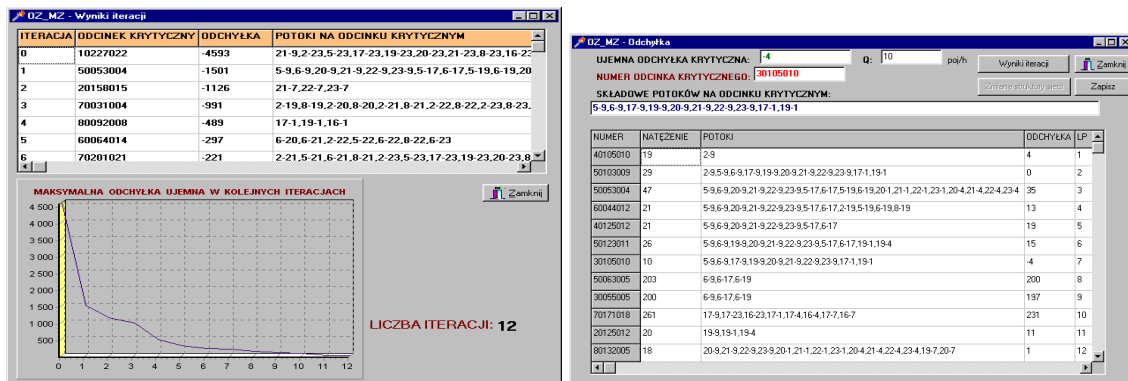 OZ_MZ - Wyniki iteracji
ITERACJA ODCINEK KRYTYCZNY ODCHYŁKA POTOKI NA ODCINKU KRYTYCZNYM
0 10227022 -4593 21-9,2-23,5-23,17-23,19-23,20-23,21-23,8-23,16-23
1 50053004 -1501 5-9,6-9,20-9,21-9,22-9,23-9,5-17,6-17,5-19,6-19,20
2 20158015 -1126 21-7,22-7,23-7
3 70031004 -991 2-19,8-19,2-20,8-20,2-21,8-21,2-22,8-22,2-23,8-23,
4 80092008 -489 17-1,19-1,16-1
5 60064014 -297 6-20,6-21,2-22,5-22,6-22,8-22,6-23
6 70201021 -221 2-21,5-21,6-21,8-21,2-23,5-23,17-23,19-23,20-23,8
MAKSYMALNA ODCHYŁKA UJEMNA W KOLEJNYCH ITERACJACH
Zamknij
4 500
4 000
3 500
3 000
2 500
2 000
1 500
1 000
500
0 1 2 3 4 5 6 7 8 9 10 11 12
LICZBA ITERACJI: 12
OZ_MZ - Odchyłka
UJEMNA ODCHYŁKA KRYTYCZNA: -4 Q: 10 poj/h Wyniki iteracji Zamknij
NUMER ODCINKA KRYTYCZNEGO: 30105010 Zmiana struktury sieci Zapisz
SKŁADOWE POTOKÓW NA ODCINKU KRYTYCZNYM:
5-9,6-9,17-9,19-9,20-9,21-9,22-9,23-9,17-1,19-1
NUMER NATĘŻENIE POTOKI ODCHYŁKA LP
40105010 19 2-9 4 1
50103009 29 2-9,5-9,6-9,17-9,19-9,20-9,21-9,22-9,23-9,17-1,19-1 0 2
50053004 47 5-9,6-9,20-9,21-9,22-9,23-9,5-17,6-17,5-19,6-19,20-1,21-1,22-1,23-1,20-4,21-4,22-4,23-4 35 3
60044012 21 5-9,6-9,20-9,21-9,22-9,23-9,5-17,6-17,2-19,5-19,6-19,8-19 13 4
40125012 21 5-9,6-9,20-9,21-9,22-9,23-9,5-17,6-17 19 5
50123011 26 5-9,6-9,19-9,20-9,21-9,22-9,23-9,5-17,6-17,19-1,19-4 15 6
30105010 10 5-9,6-9,17-9,19-9,20-9,21-9,22-9,23-9,17-1,19-1 -4 7
50063005 203 6-9,6-17,6-19 200 8
30055005 200 6-9,6-17,6-19 197 9
70171018 261 17-9,17-23,16-23,17-1,17-4,16-4,17-7,16-7 231 10
20125012 20 19-9,19-1,19-4 11 11
80132005 18 20-9,21-9,22-9,23-9,20-1,21-1,22-1,23-1,20-4,21-4,22-4,23-4,19-7,20-7 1 12